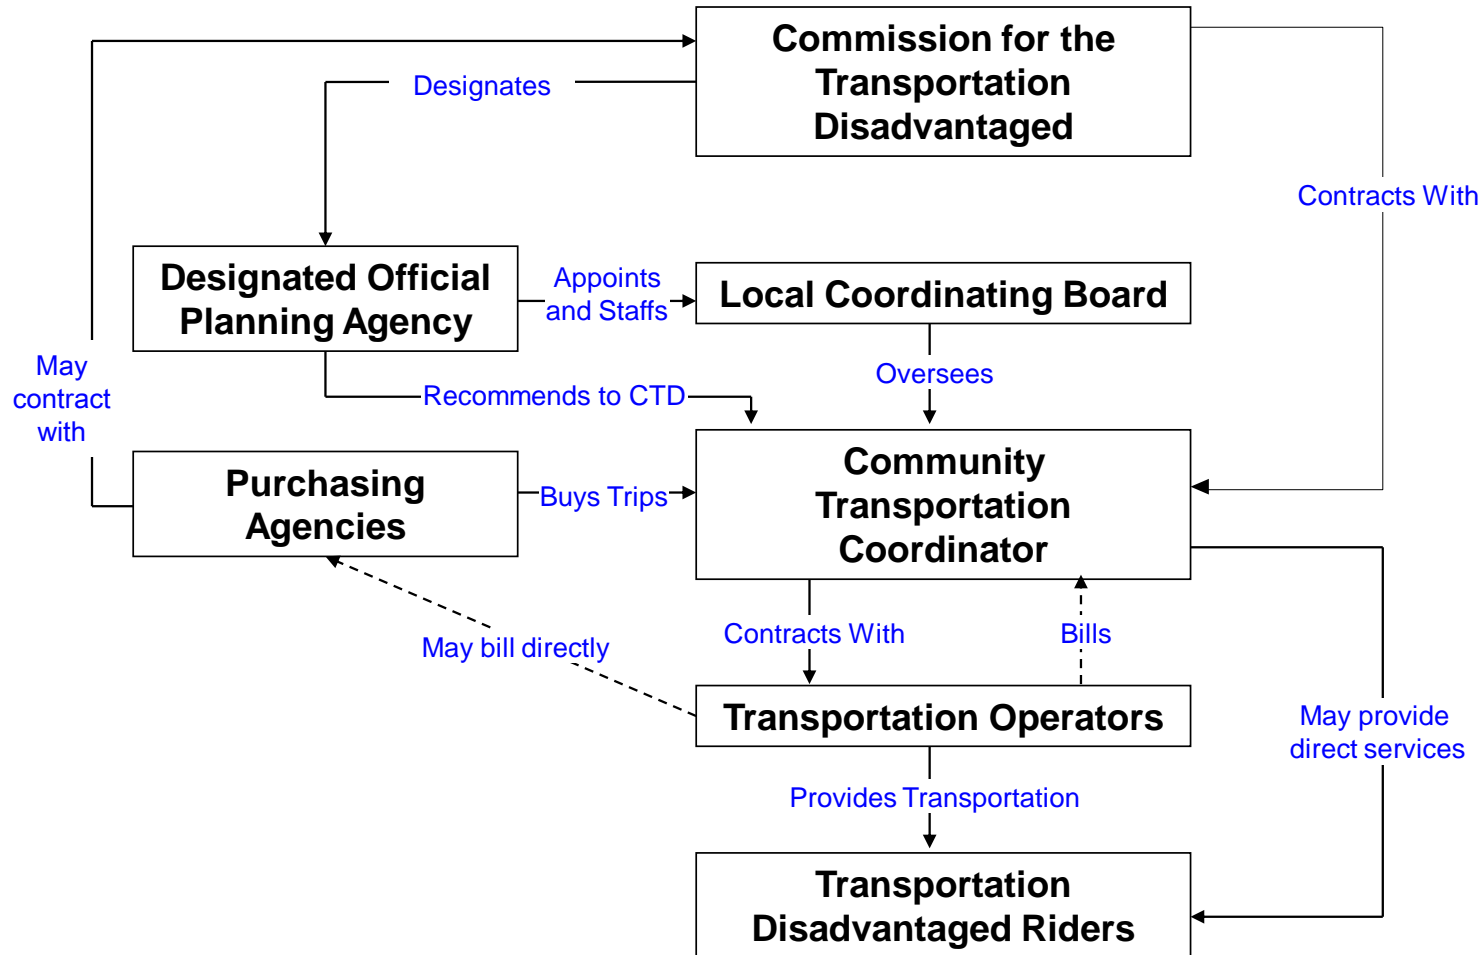 Commission for the
Transportation
Disadvantaged
Designates
Contracts With
Designated Official
Planning Agency
Appoints
and Staffs
Local Coordinating Board
May
contract
with
Oversees
Recommends to CTD
Purchasing
Agencies
Buys Trips
Community
Transportation
Coordinator
May bill directly
Contracts With
Bills
Transportation Operators
May provide
direct services
Provides Transportation
Transportation
Disadvantaged Riders